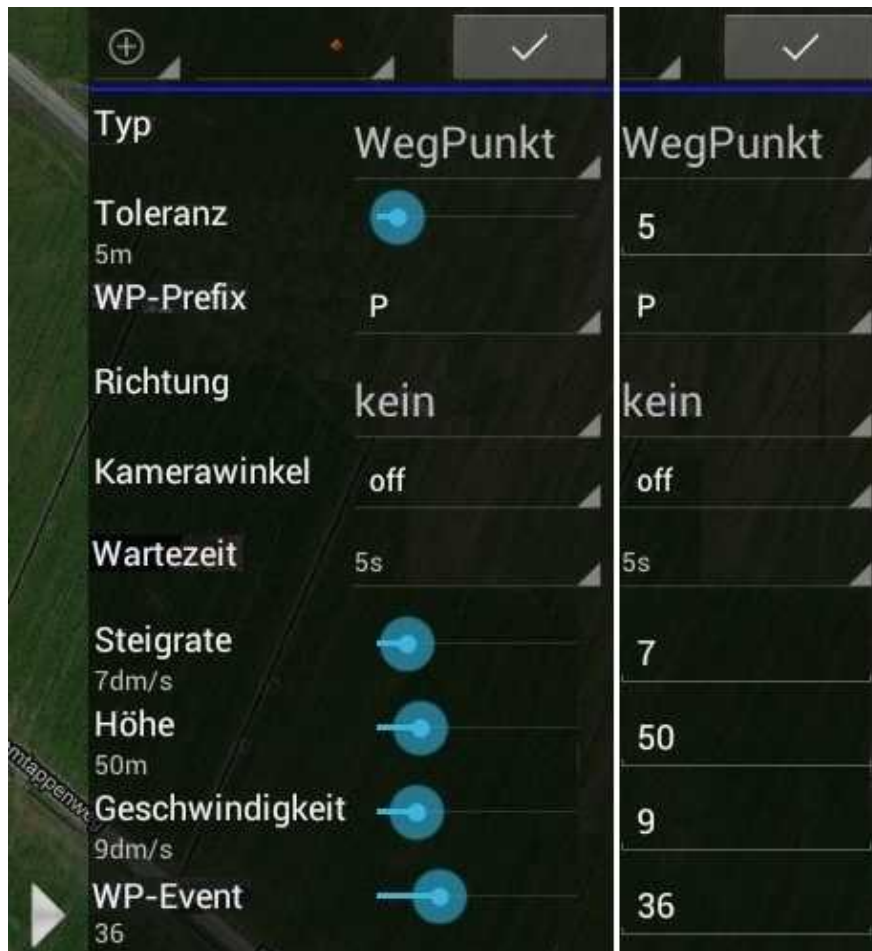 Typ
WegPunkt
WegPunkt
Toleranz
5m
5
WP-Prefix
P
P
Richtung
kein
kein
Kamerawinkel
off
off
Wartezeit
5s
5s
Steigrate
7dm/s
7
Höhe
50m
50
Geschwindigkeit
9dm/s
9
WP-Event
36
36